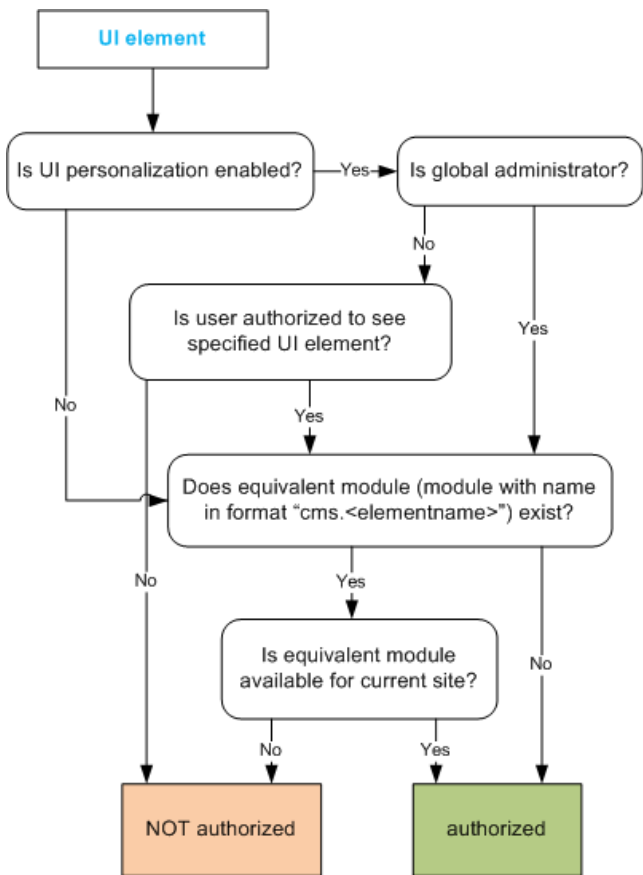 UI element
Is UI personalization enabled?
Yes
Is global administrator?
No
Is user authorized to see
specified UI element?
Yes
No
Yes
Does equivalent module (module with name
in format “cms.<elementname>”) exist?
No
Yes
No
Is equivalent module
available for current site?
No
Yes
NOT authorized
authorized